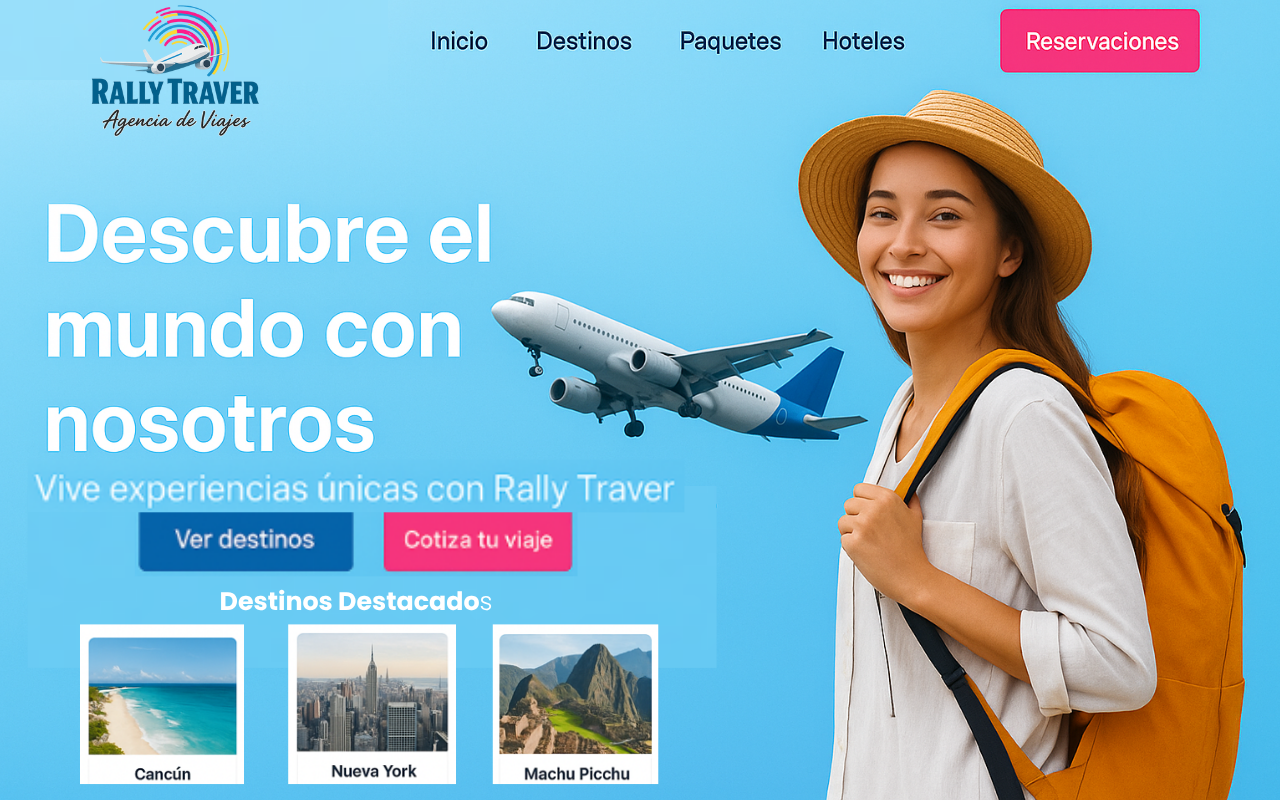 RALLY TRAVER
Agencia de Viajes
Inicio
Destinos
Paquetes
Hoteles
Reservaciones
Descubre el
mundo con
nosotros
Vive experiencias únicas con Rally Traver
Ver destinos
Cotiza tu viaje
Destinos Destacados
Cancún
Nueva York
Machu Picchu